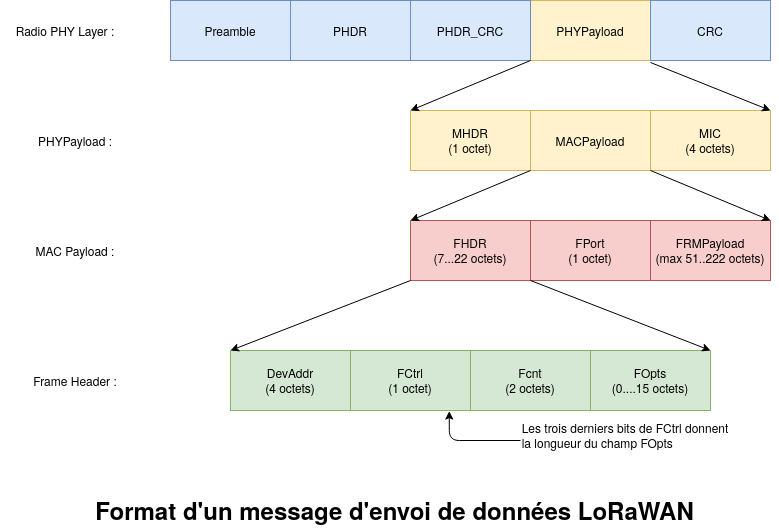 Radio PHY Layer :
Preamble
PHDR
PHDR_CRC
PHYPayload
CRC
PHYPayload :
MHDR
(1 octet)
MACPayload
MIC
(4 octets)
MAC Payload :
FHDR
(7...22 octets)
FPort
(1 octet)
FRMPayload
(max 51..222 octets)
Frame Header :
DevAddr
(4 octets)
FCtrl
(1 octet)
Fcnt
(2 octets)
FOpts
(0....15 octets)
Les trois derniers bits de FCtrl donnent
la longueur du champ FOpts
Format d'un message d'envoi de données LoRaWAN